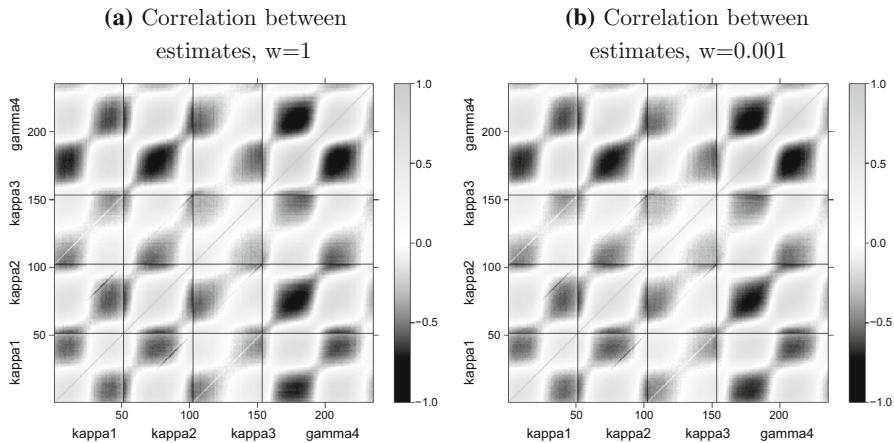 (a) Correlation between
estimates, w=1
(b) Correlation between
estimates, w=0.001
gamma4
kappa3
kappa2
kappa1
200
150
100
50
50
100
150
200
kappa1
kappa2
kappa3
gamma4
1.0
0.5
0.0
−0.5
−1.0
gamma4
kappa3
kappa2
kappa1
200
150
100
50
50
100
150
200
kappa1
kappa2
kappa3
gamma4
1.0
0.5
0.0
−0.5
−1.0